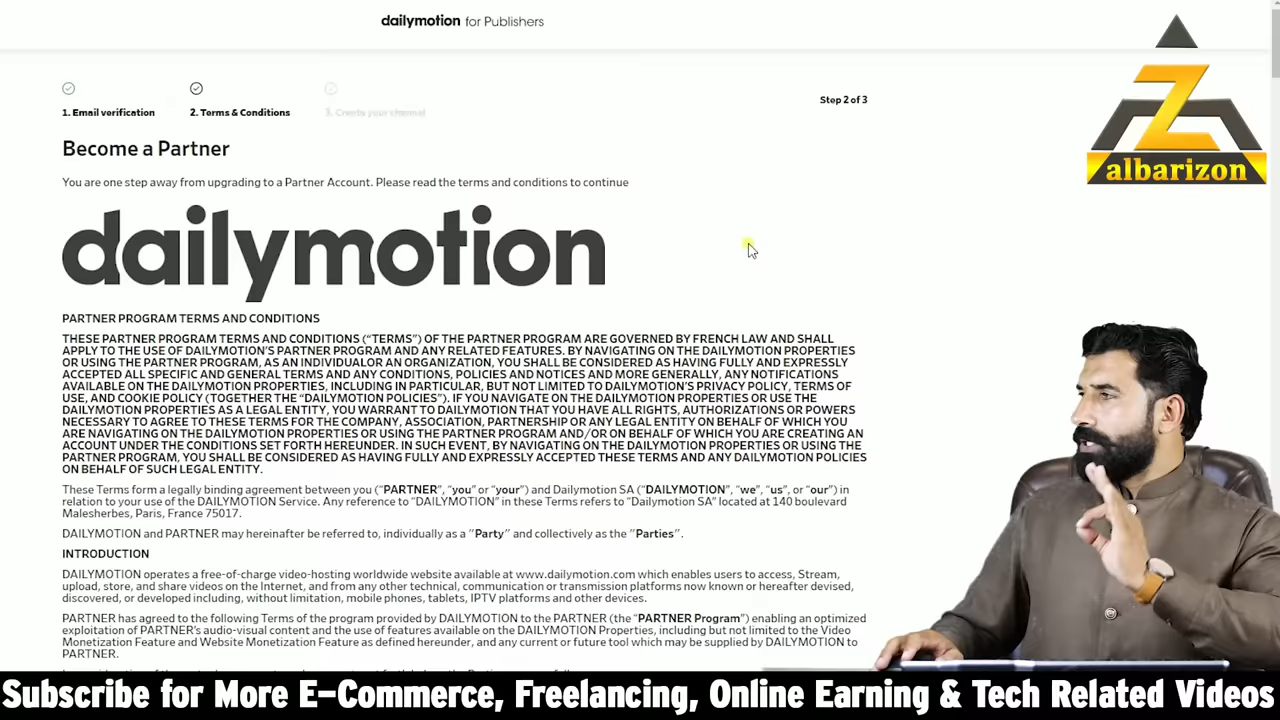 dailymotion for Publishers
1. Email verification
2. Terms & Conditions
3. Create your channel
Step 2 of 3
Z
albarizon
Become a Partner
You are one step away from upgrading to a Partner Account. Please read the terms and conditions to continue
dailymotion
PARTNER PROGRAM TERMS AND CONDITIONS
THESE PARTNER PROGRAM TERMS AND CONDITIONS (“TERMS”) OF THE PARTNER PROGRAM ARE GOVERNED BY FRENCH LAW AND SHALL
APPLY TO THE USE OF DAILYMOTION'S PARTNER PROGRAM AND ANY RELATED FEATURES. BY NAVIGATING ON THE DAILYMOTION PROPERTIES
OR USING THE PARTNER PROGRAM, AS AN INDIVIDUALOR AN ORGANIZATION, YOU SHALL BE CONSIDERED AS HAVING FULLY AND EXPRESSLY
ACCEPTED ALL SPECIFIC AND GENERAL TERMS AND ANY CONDITIONS, POLICIES AND NOTICES AND MORE GENERALLY, ANY NOTIFICATIONS
AVAILABLE ON THE DAILYMOTION PROPERTIES, INCLUDING IN PARTICULAR, BUT NOT LIMITED TO DAILYMOTION'S PRIVACY POLICY, TERMS OF
USE, AND COOKIE POLICY (TOGETHER THE “DAILYMOTION POLICIES”). IF YOU NAVIGATE ON THE DAILYMOTION PROPERTIES OR USE THE
DAILYMOTION PROPERTIES AS A LEGAL ENTITY, YOU WARRANT TO DAILYMOTION THAT YOU HAVE ALL RIGHTS, AUTHORIZATIONS OR POWERS
NECESSARY TO AGREE TO THESE TERMS FOR THE COMPANY, ASSOCIATION, PARTNERSHIP OR ANY LEGAL ENTITY ON BEHALF OF WHICH YOU
ARE NAVIGATING ON THE DAILYMOTION PROPERTIES OR USING THE PARTNER PROGRAM AND/OR ON BEHALF OF WHICH YOU ARE CREATING AN
ACCOUNT UNDER THE CONDITIONS SET FORTH HEREUNDER. IN SUCH EVENT, BY NAVIGATING ON THE DAILYMOTION PROPERTIES OR USING THE
PARTNER PROGRAM, YOU SHALL BE CONSIDERED AS HAVING FULLY AND EXPRESSLY ACCEPTED THESE TERMS AND ANY DAILYMOTION POLICIES
ON BEHALF OF SUCH LEGAL ENTITY.
These Terms form a legally binding agreement between you (“PARTNER”, “you” or “your”) and Dailymotion SA (“DAILYMOTION”, “we”, “us”, or “our”) in
relation to your use of the DAILYMOTION Service. Any reference to “DAILYMOTION” in these Terms refers to “Dailymotion SA” located at 140 boulevard
Malesherbes, Paris, France 75017.
DAILYMOTION and PARTNER may hereinafter be referred to, individually as a “Party” and collectively as the “Parties”.
INTRODUCTION
DAILYMOTION operates a free-of-charge video-hosting worldwide website available at www.dailymotion.com which enables users to access, Stream,
upload, store, and share videos on the Internet, and from any other technical, communication or transmission platforms now known or hereafter devised,
discovered, or developed including, without limitation, mobile phones, tablets, IPTV platforms and other devices.
PARTNER has agreed to the following Terms of the program provided by DAILYMOTION to the PARTNER (the “PARTNER Program”) enabling an optimized
exploitation of PARTNER's audio-visual content and the use of features available on the DAILYMOTION Properties, including but not limited to the Video
Monetization Feature and Website Monetization Feature as defined hereunder, and any current or future tool which may be supplied by DAILYMOTION to
PARTNER.
Subscribe for More E-Commerce, Freelancing, Online Earning & Tech Related Videos